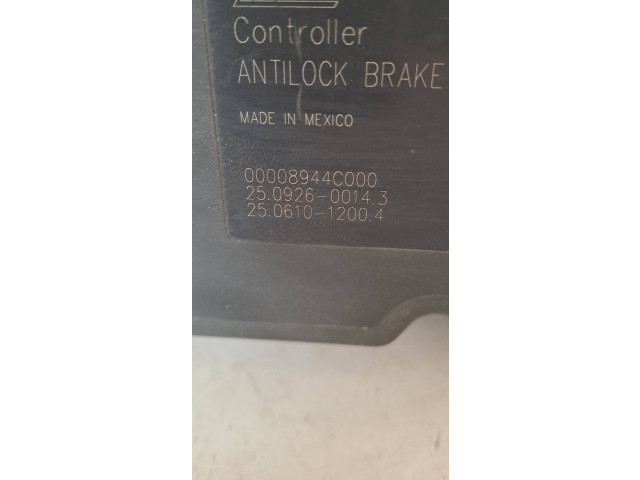 Controller
ANTILOCK BRAKE
MADE IN MEXICO
00008944C000
25.0926-0014.3
25.0610-1200.4